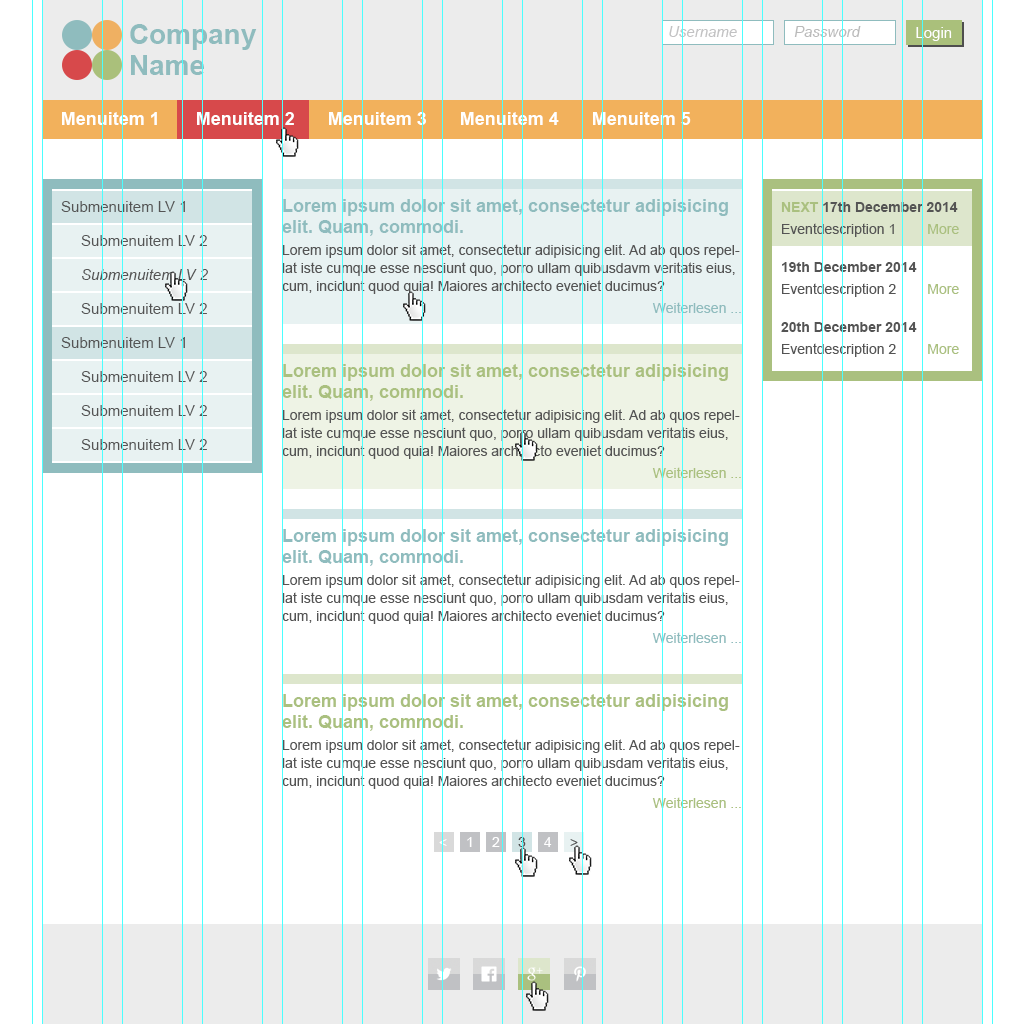 Company
Name
Username
Password
Login
Menuitem 1
Menuitem 2
Menuitem 3
Menuitem 4
Menuitem 5
Submenuitem LV 1
Submenuitem LV 2
Submenuitem LV 2
Submenuitem LV 2
Submenuitem LV 1
Submenuitem LV 2
Submenuitem LV 2
Submenuitem LV 2
Lorem ipsum dolor sit amet, consectetur adipisicing
elit. Quam, commodi.
Lorem ipsum dolor sit amet, consectetur adipisicing elit. Ad ab quos repel-
lat iste cumque esse nesciunt quo, porro ullam quibusdavm veritatis eius,
cum, incidunt quod quia! Maiores architecto eveniet ducimus?
Weiterlesen ...
Lorem ipsum dolor sit amet, consectetur adipisicing
elit. Quam, commodi.
Lorem ipsum dolor sit amet, consectetur adipisicing elit. Ad ab quos repel-
lat iste cumque esse nesciunt quo, porro ullam quibusdam veritatis eius,
cum, incidunt quod quia! Maiores architecto eveniet ducimus?
Weiterlesen ...
Lorem ipsum dolor sit amet, consectetur adipisicing
elit. Quam, commodi.
Lorem ipsum dolor sit amet, consectetur adipisicing elit. Ad ab quos repel-
lat iste cumque esse nesciunt quo, porro ullam quibusdam veritatis eius,
cum, incidunt quod quia! Maiores architecto eveniet ducimus?
Weiterlesen ...
Lorem ipsum dolor sit amet, consectetur adipisicing
elit. Quam, commodi.
Lorem ipsum dolor sit amet, consectetur adipisicing elit. Ad ab quos repel-
lat iste cumque esse nesciunt quo, porro ullam quibusdam veritatis eius,
cum, incidunt quod quia! Maiores architecto eveniet ducimus?
Weiterlesen ...
< 1 2 3 4 >
NEXT 17th December 2014
Eventdescription 1 More
19th December 2014
Eventdescription 2 More
20th December 2014
Eventdescription 2 More
g+